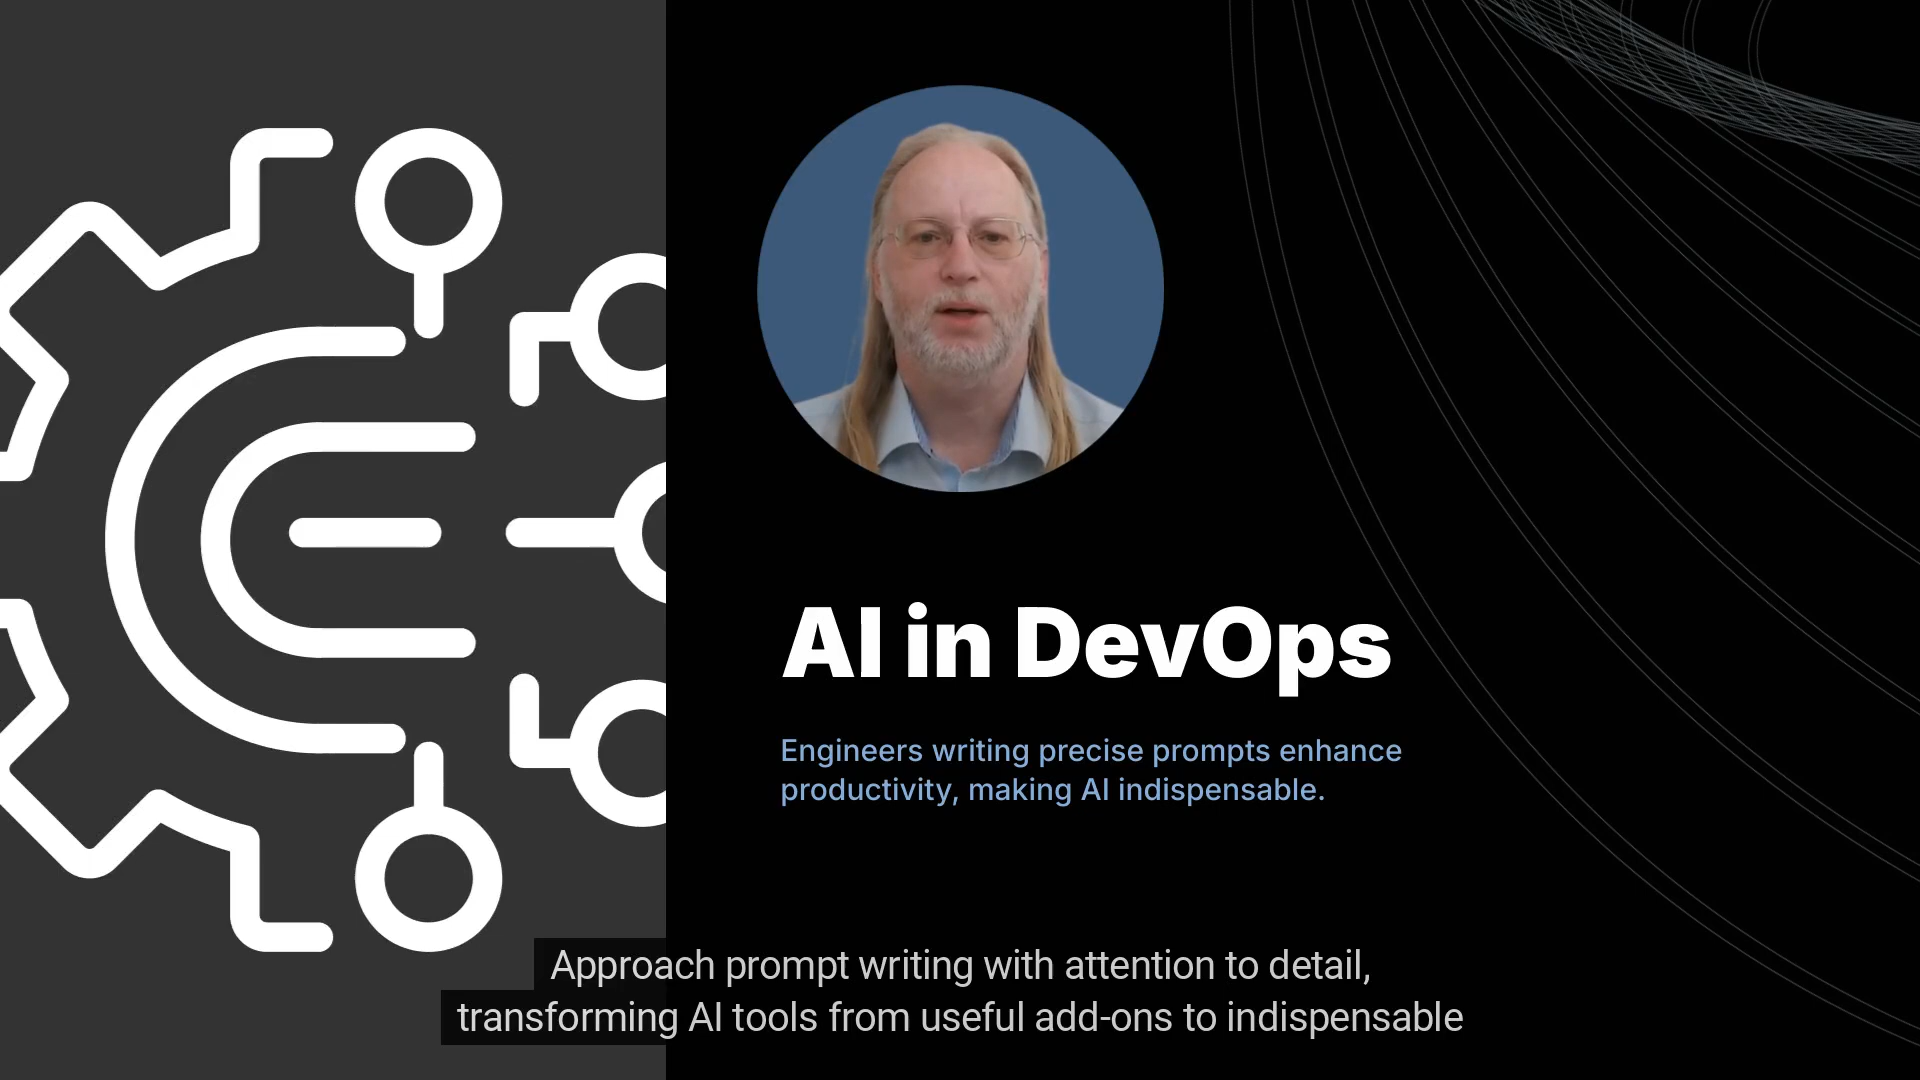 AI in DevOps
Engineers writing precise prompts enhance
productivity, making AI indispensable.
Approach prompt writing with attention to detail,
transforming AI tools from useful add-ons to indispensable